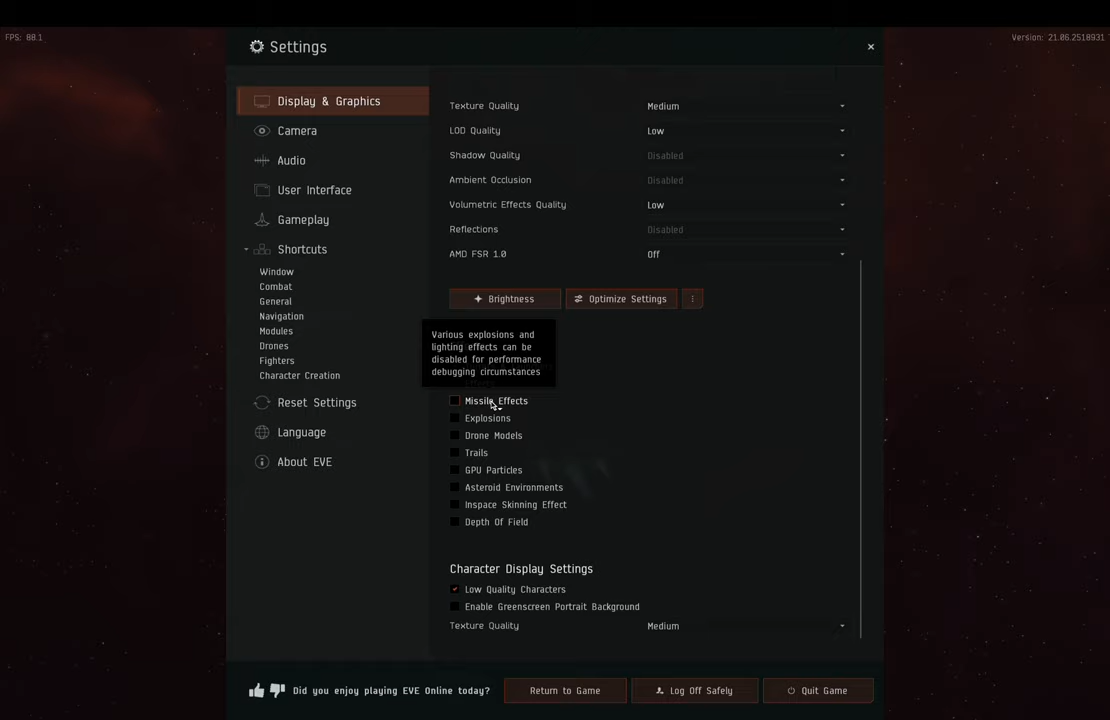 FPS: 88.1
Settings
Version: 21.06.2518931
Display & Graphics
Camera
Audio
User Interface
Gameplay
Shortcuts
Window
Combat
General
Navigation
Modules
Drones
Fighters
Character Creation
Reset Settings
Language
About EVE
Texture Quality Medium
LOD Quality Low
Shadow Quality Disabled
Ambient Occlusion Disabled
Volumetric Effects Quality Low
Reflections Disabled
AMD FSR 1.0 Off
Brightness Optimize Settings
Various explosions and
lighting effects can be
disabled for performance
debugging circumstances
Effects
Missile Effects
Explosions
Drone Models
Trails
GPU Particles
Asteroid Environments
Inspace Skinning Effect
Depth Of Field
Character Display Settings
Low Quality Characters
Enable Greenscreen Portrait Background
Texture Quality Medium
Did you enjoy playing EVE Online today? Return to Game Log Off Safely Quit Game